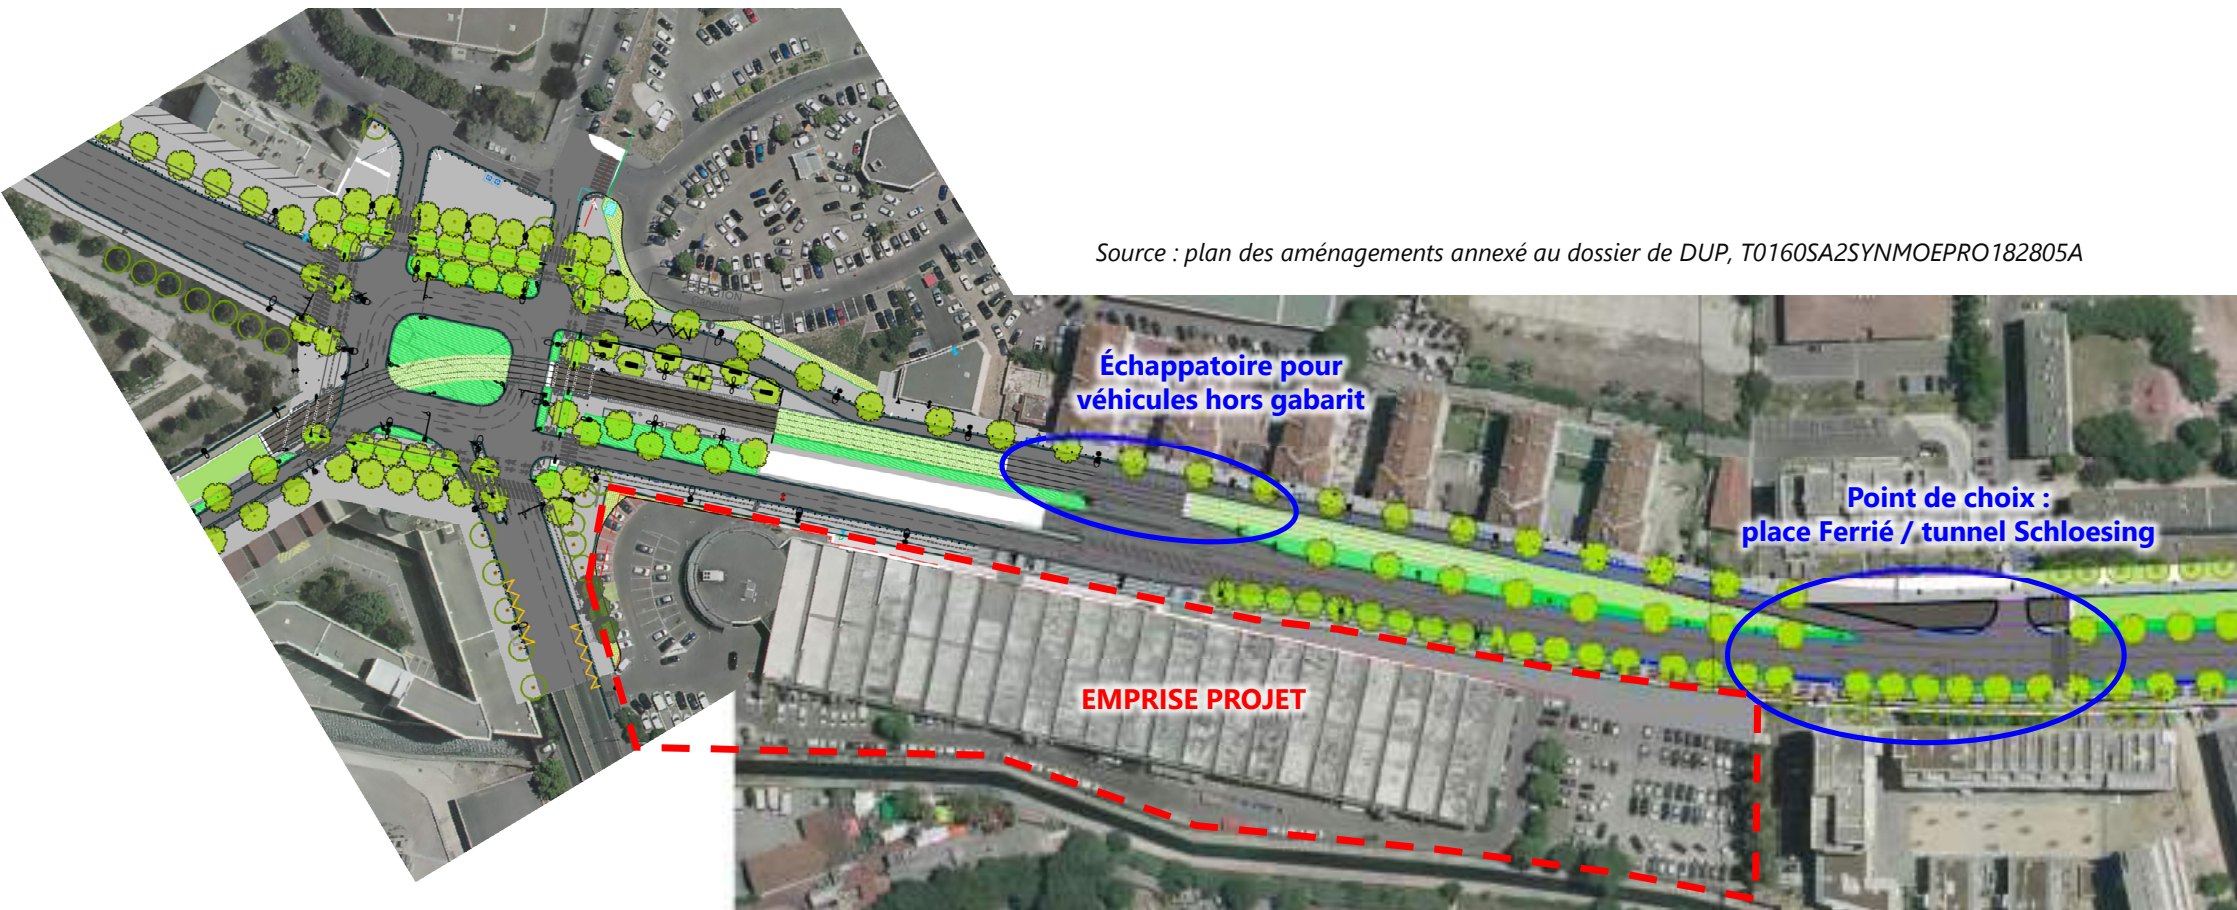 Source : plan des aménagements annexé au dossier de DUP, T0160SA2SYNMOEPRO182805A
Échappatoire pour
véhicules hors gabarit
Point de choix :
place Ferrié / tunnel Schloesing
EMPRISE PROJET